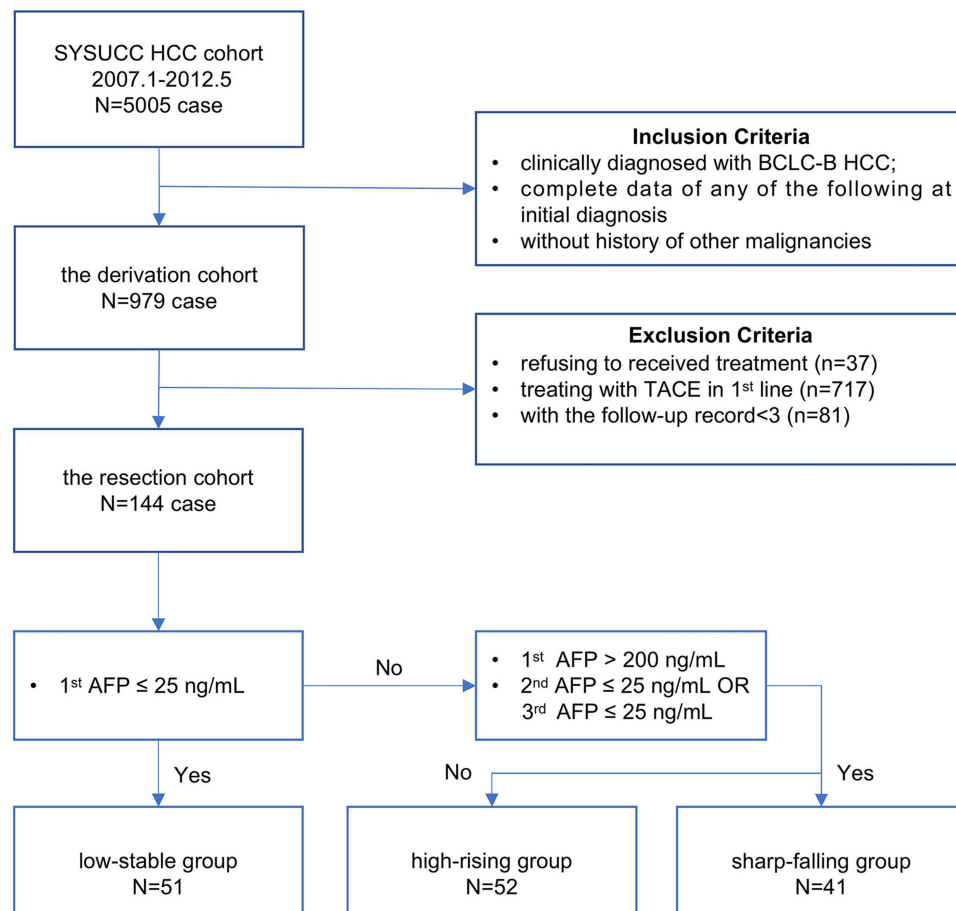 SYSUCC HCC cohort
2007.1-2012.5
N=5005 case
Inclusion Criteria
• clinically diagnosed with BCLC-B HCC;
• complete data of any of the following at
initial diagnosis
• without history of other malignancies
the derivation cohort
N=979 case
Exclusion Criteria
• refusing to received treatment (n=37)
• treating with TACE in 1st line (n=717)
• with the follow-up record<3 (n=81)
the resection cohort
N=144 case
• 1st AFP ≤ 25 ng/mL
No
• 1st AFP > 200 ng/mL
• 2nd AFP ≤ 25 ng/mL OR
3rd AFP ≤ 25 ng/mL
Yes
No
Yes
low-stable group
N=51
high-rising group
N=52
sharp-falling group
N=41